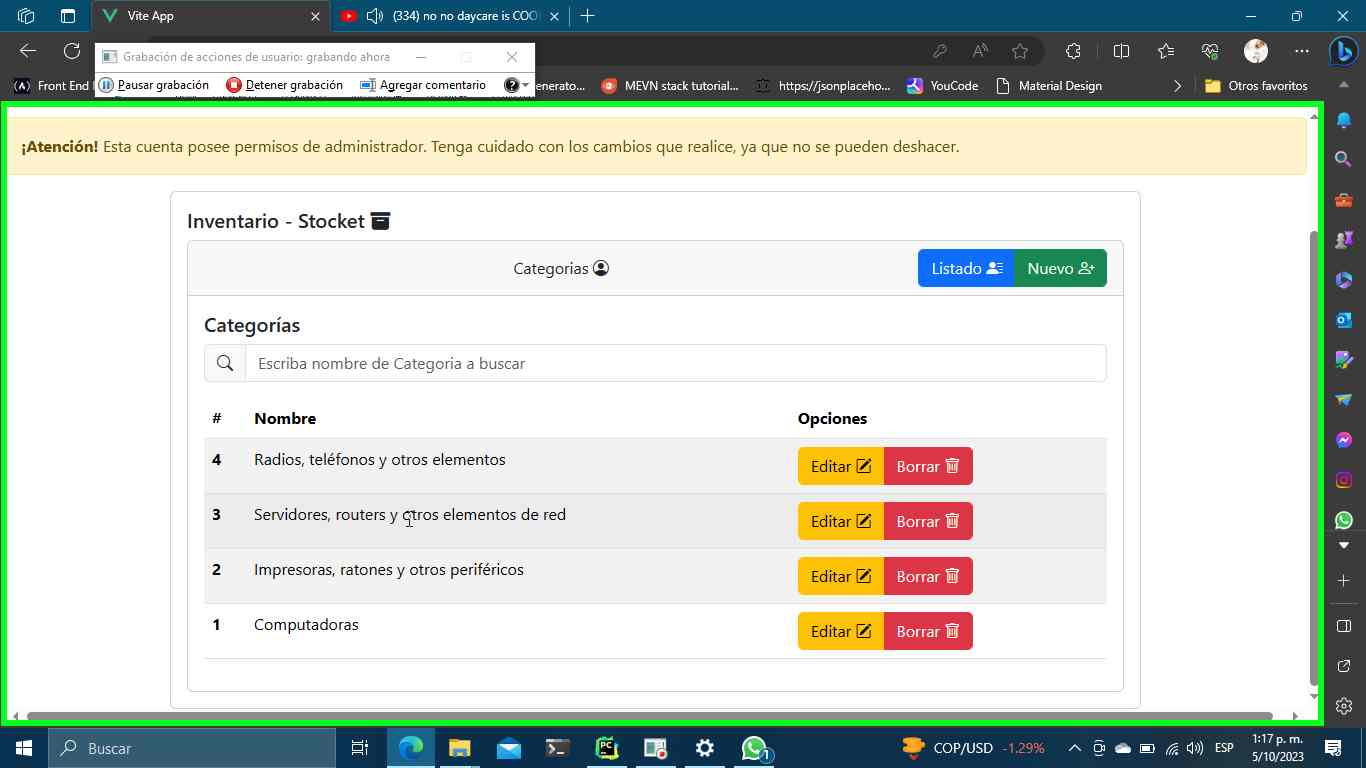 Vite App
(334) no no daycare is COO
Grabación de acciones de usuario: grabando ahora
Pausar grabación
Detener grabación
Agregar comentario
Front End
enerato...
MEVN stack tutorial...
https://jsonplaceho...
YouCode
Material Design
Otros favoritos
¡Atención! Esta cuenta posee permisos de administrador. Tenga cuidado con los cambios que realice, ya que no se pueden deshacer.
Inventario - Stocket
Categorias
Listado
Nuevo
Categorías
Escriba nombre de Categoria a buscar
# Nombre Opciones
4 Radios, teléfonos y otros elementos Editar Borrar
3 Servidores, routers y otros elementos de red Editar Borrar
2 Impresoras, ratones y otros periféricos Editar Borrar
1 Computadoras Editar Borrar
Buscar
COP/USD -1.29%
ESP
1:17 p. m.
5/10/2023